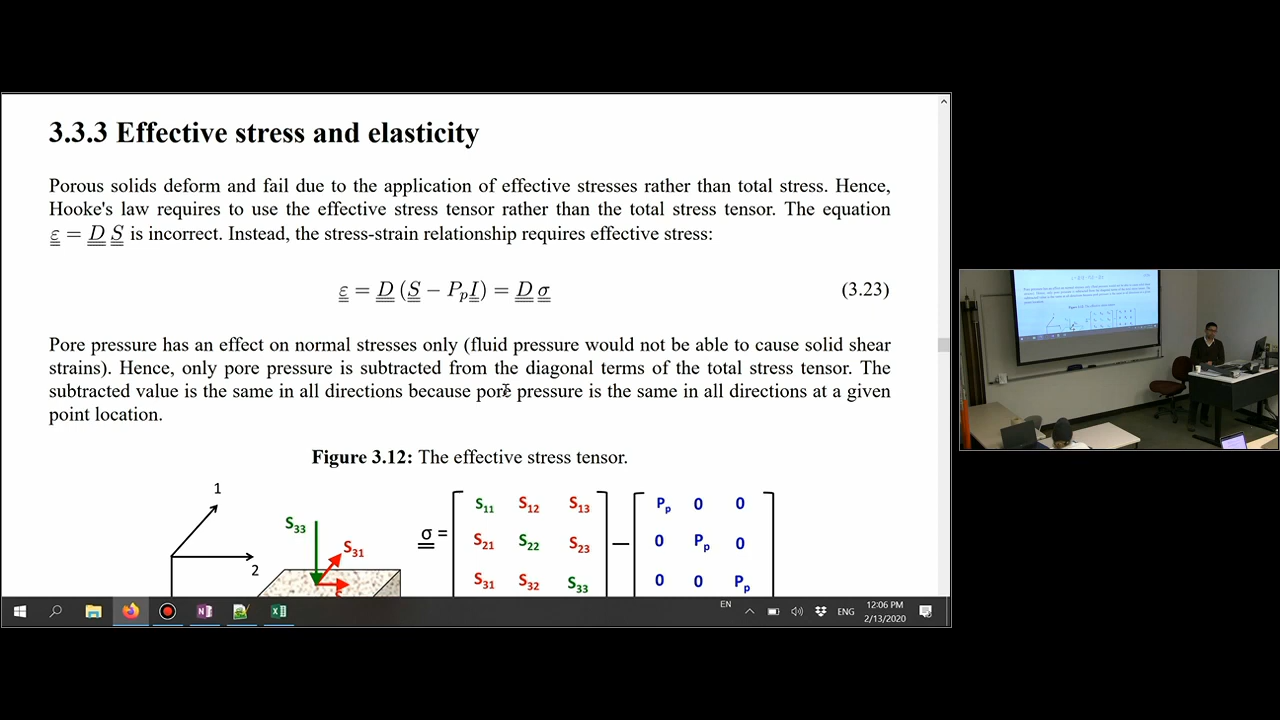 3.3.3 Effective stress and elasticity
Porous solids deform and fail due to the application of effective stresses rather than total stress. Hence,
Hooke's law requires to use the effective stress tensor rather than the total stress tensor. The equation
ε = D S is incorrect. Instead, the stress-strain relationship requires effective stress:
ε = D (S − PpI) = D σ (3.23)
Pore pressure has an effect on normal stresses only (fluid pressure would not be able to cause solid shear
strains). Hence, only pore pressure is subtracted from the diagonal terms of the total stress tensor. The
subtracted value is the same in all directions because pore pressure is the same in all directions at a given
point location.
Figure 3.12: The effective stress tensor.
1
2
S33
S31
σ =
S11 S12 S13
S21 S22 S23
S31 S32 S33
—
Pp 0 0
0 Pp 0
0 0 Pp
EN
ENG
12:06 PM
2/13/2020